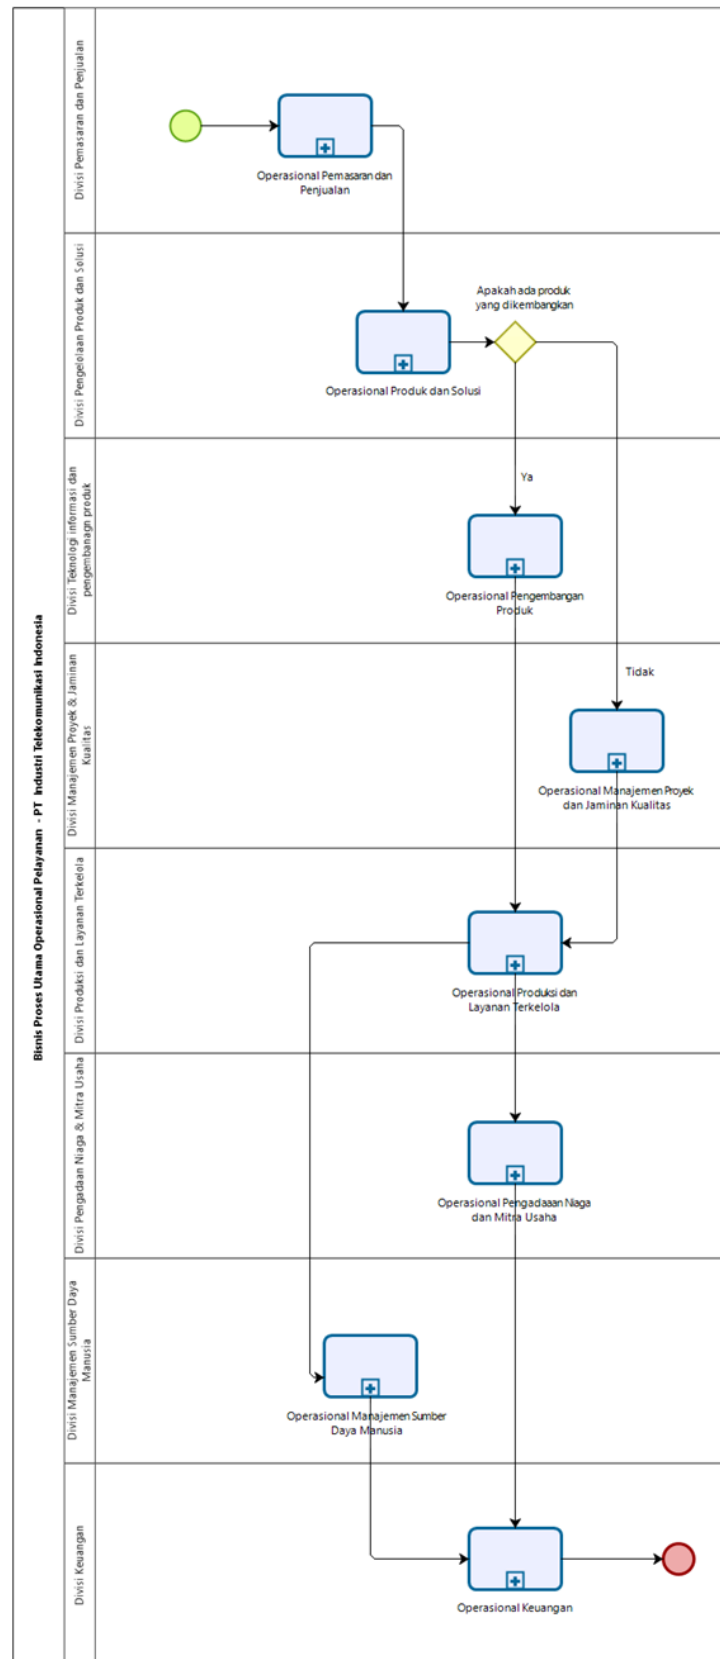 Bisnis Proses Utama Operasional Pelayanan - PT Industri Telekomunikasi Indonesia
Divisi Pemasaran dan Penjualan
Operasional Pemasaran dan
Penjualan
Divisi Pengelolaan Produk dan Solusi
Apakah ada produk
yang dikembangkan
Operasional Produk dan Solusi
Divisi Teknologi informasi dan
pengembanagn produk
Ya
Operasional Pengembangan
Produk
Divisi Manajemen Proyek & Jaminan
Kualitas
Tidak
Operasional Manajemen Proyek
dan Jaminan Kualitas
Divisi Produksi dan Layanan Terkelola
Operasional Produksi dan
Layanan Terkelola
Divisi Pengadaan Niaga & Mitra Usaha
Operasional Pengadaaan Niaga
dan Mitra Usaha
Divisi Manajemen Sumber Daya
Manusia
Operasional Manajemen Sumber
Daya Manusia
Divisi Keuangan
Operasional Keuangan